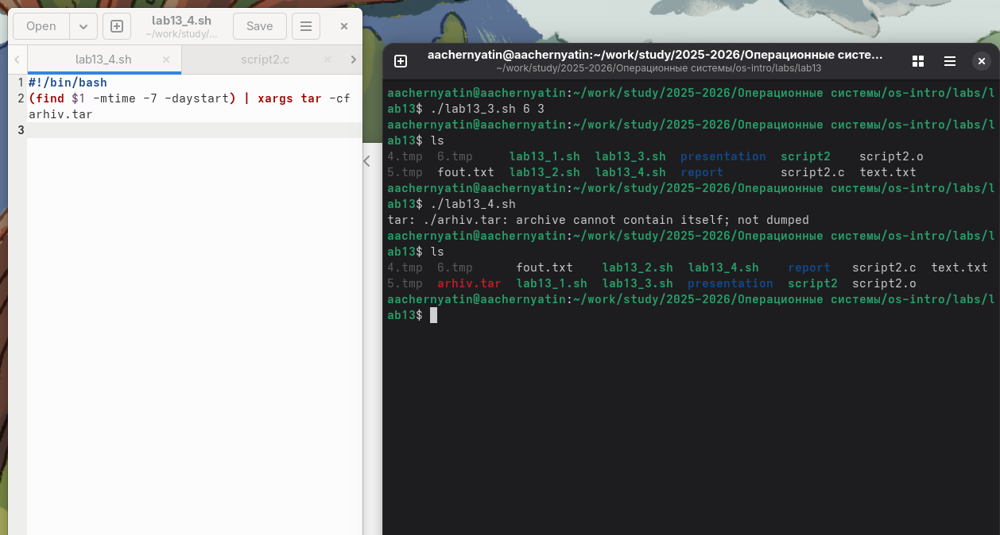 Open
lab13_4.sh
~/work/study/...
Save
lab13_4.sh
script2.c
1 #!/bin/bash
2 (find $1 -mtime -7 -daystart) | xargs tar -cf
arhiv.tar
3
aachernyatin@aachernyatin:~/work/study/2025-2026/Операционные систе...
~/work/study/2025-2026/Операционные системы/os-intro/labs/lab13
aachernyatin@aachernyatin:~/work/study/2025-2026/Операционные системы/os-intro/labs/l
ab13$ ./lab13_3.sh 6 3
aachernyatin@aachernyatin:~/work/study/2025-2026/Операционные системы/os-intro/labs/l
ab13$ ls
4.tmp 6.tmp lab13_1.sh lab13_3.sh presentation script2 script2.o
5.tmp fout.txt lab13_2.sh lab13_4.sh report script2.c text.txt
aachernyatin@aachernyatin:~/work/study/2025-2026/Операционные системы/os-intro/labs/l
ab13$ ./lab13_4.sh
tar: ./arhiv.tar: archive cannot contain itself; not dumped
aachernyatin@aachernyatin:~/work/study/2025-2026/Операционные системы/os-intro/labs/l
ab13$ ls
4.tmp 6.tmp fout.txt lab13_2.sh lab13_4.sh report script2.c text.txt
5.tmp arhiv.tar lab13_1.sh lab13_3.sh presentation script2 script2.o
aachernyatin@aachernyatin:~/work/study/2025-2026/Операционные системы/os-intro/labs/l
ab13$